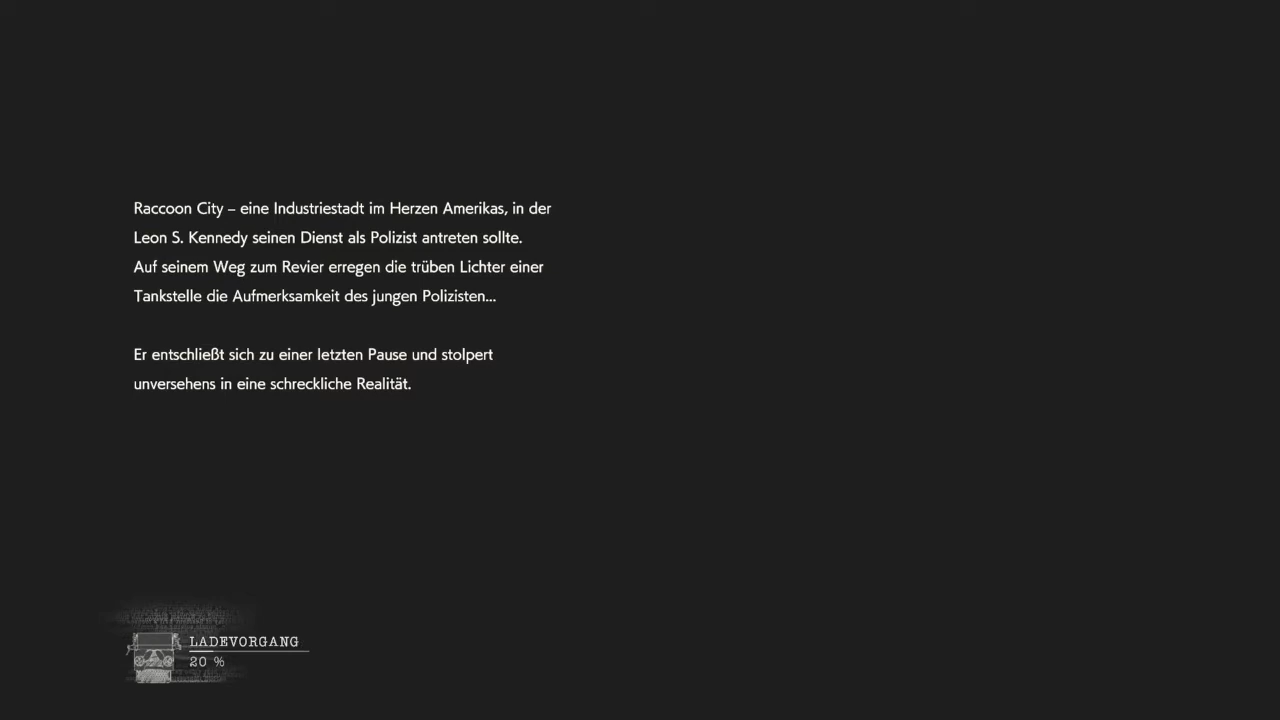 Raccoon City – eine Industriestadt im Herzen Amerikas, in der
Leon S. Kennedy seinen Dienst als Polizist antreten sollte.
Auf seinem Weg zum Revier erregen die trüben Lichter einer
Tankstelle die Aufmerksamkeit des jungen Polizisten...
Er entschließt sich zu einer letzten Pause und stolpert
unversehens in eine schreckliche Realität.
LADEVORGANG
20 %